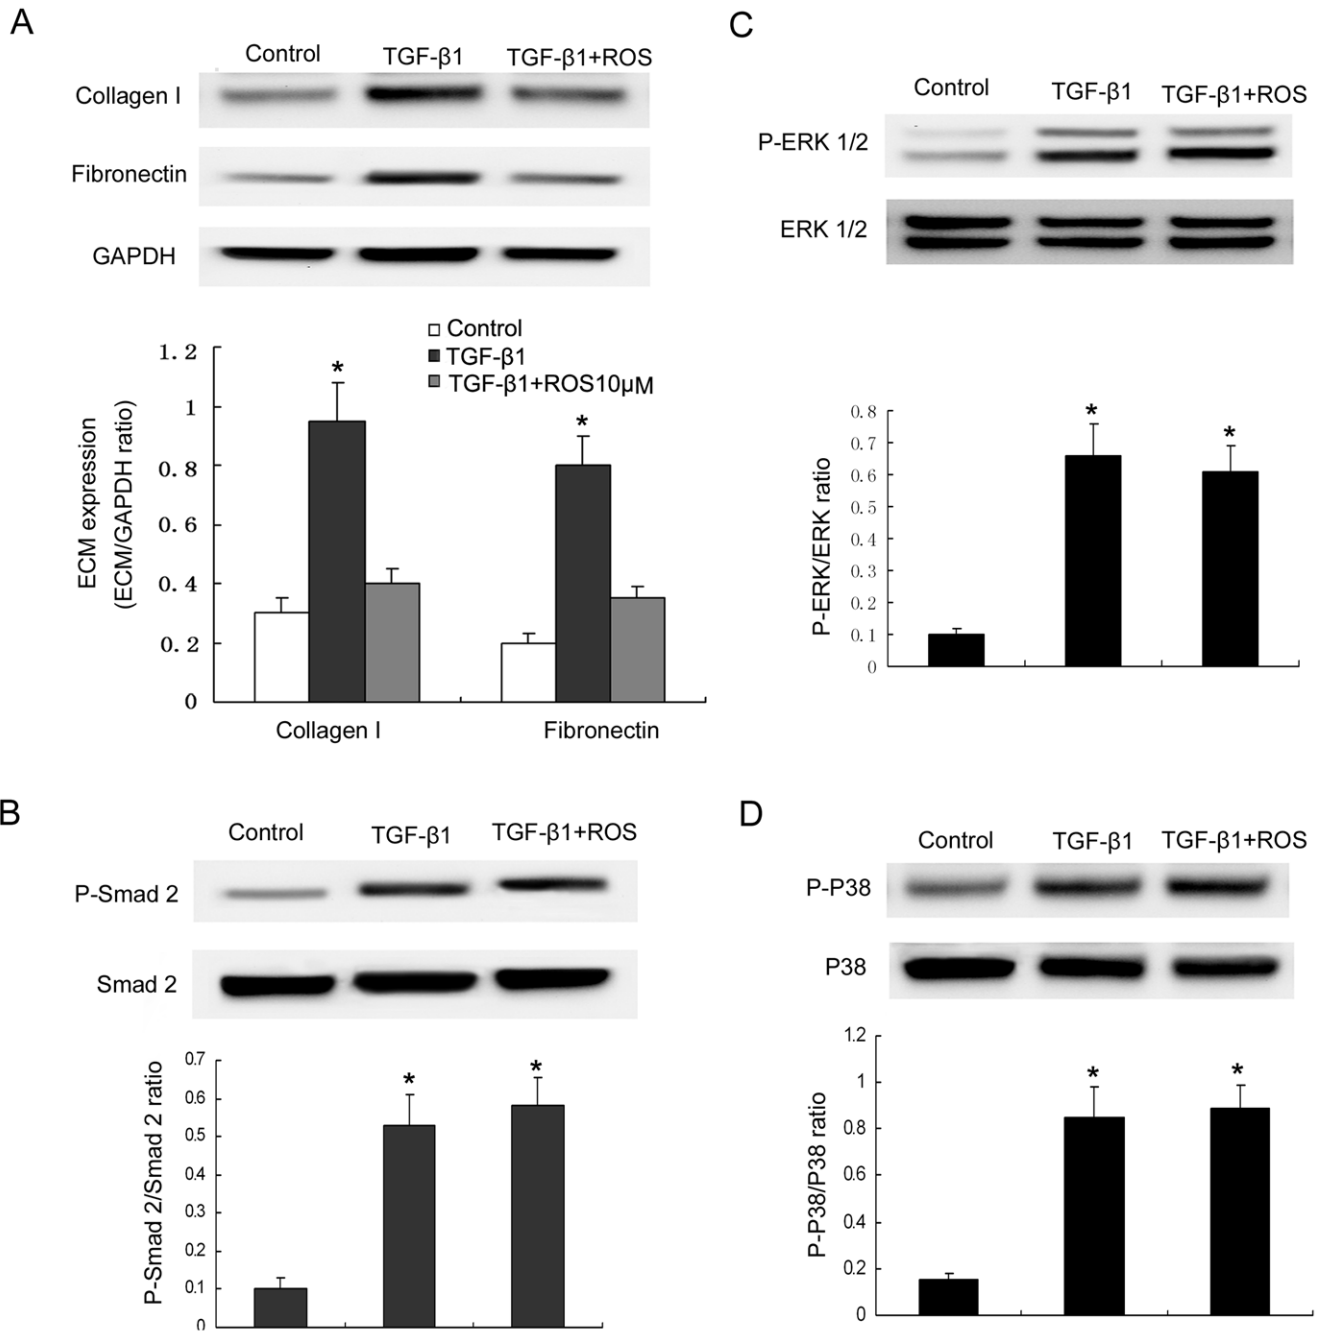 A
Control TGF-β1 TGF-β1+ROS
Collagen I
Fibronectin
GAPDH
Control
TGF-β1
TGF-β1+ROS10μM
ECM expression
(ECM/GAPDH ratio)
1.2
1
0.8
0.6
0.4
0.2
0
*
*
Collagen I Fibronectin
B
Control TGF-β1 TGF-β1+ROS
P-Smad 2
Smad 2
P-Smad 2/Smad 2 ratio
0.7
0.6
0.5
0.4
0.3
0.2
0.1
0
*
*
C
Control TGF-β1 TGF-β1+ROS
P-ERK 1/2
ERK 1/2
P-ERK/ERK ratio
0.8
0.7
0.6
0.5
0.4
0.3
0.2
0.1
0
*
*
D
Control TGF-β1 TGF-β1+ROS
P-P38
P38
P-P38/P38 ratio
1.2
1
0.8
0.6
0.4
0.2
0
*
*